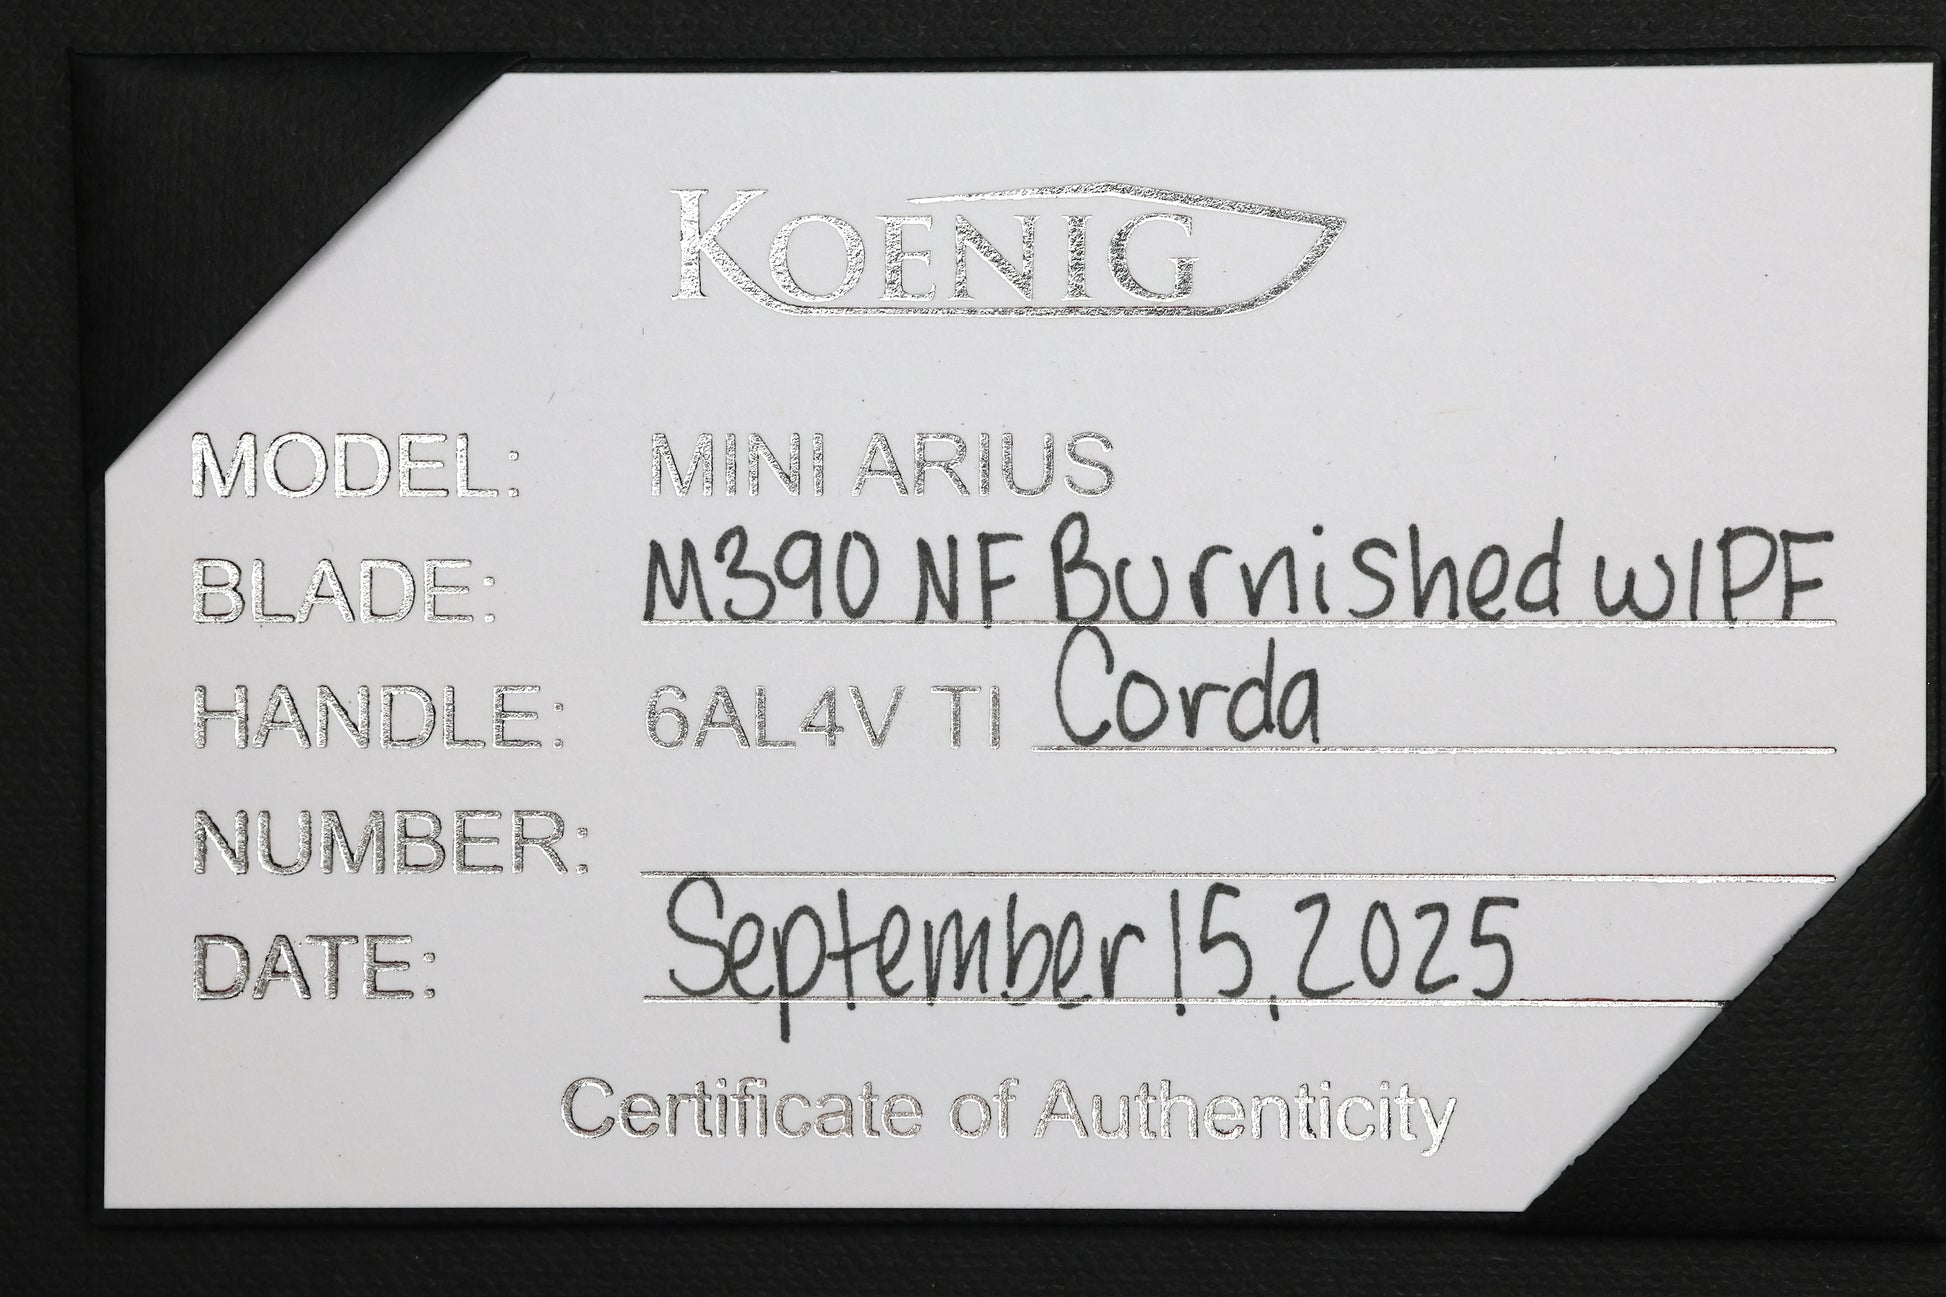 KOENIG
MODEL: MINI ARIUS
BLADE: M390 NF Burnished w/PF
HANDLE: 6AL4V TI Corda
NUMBER:
DATE: September 15, 2025
Certificate of Authenticity